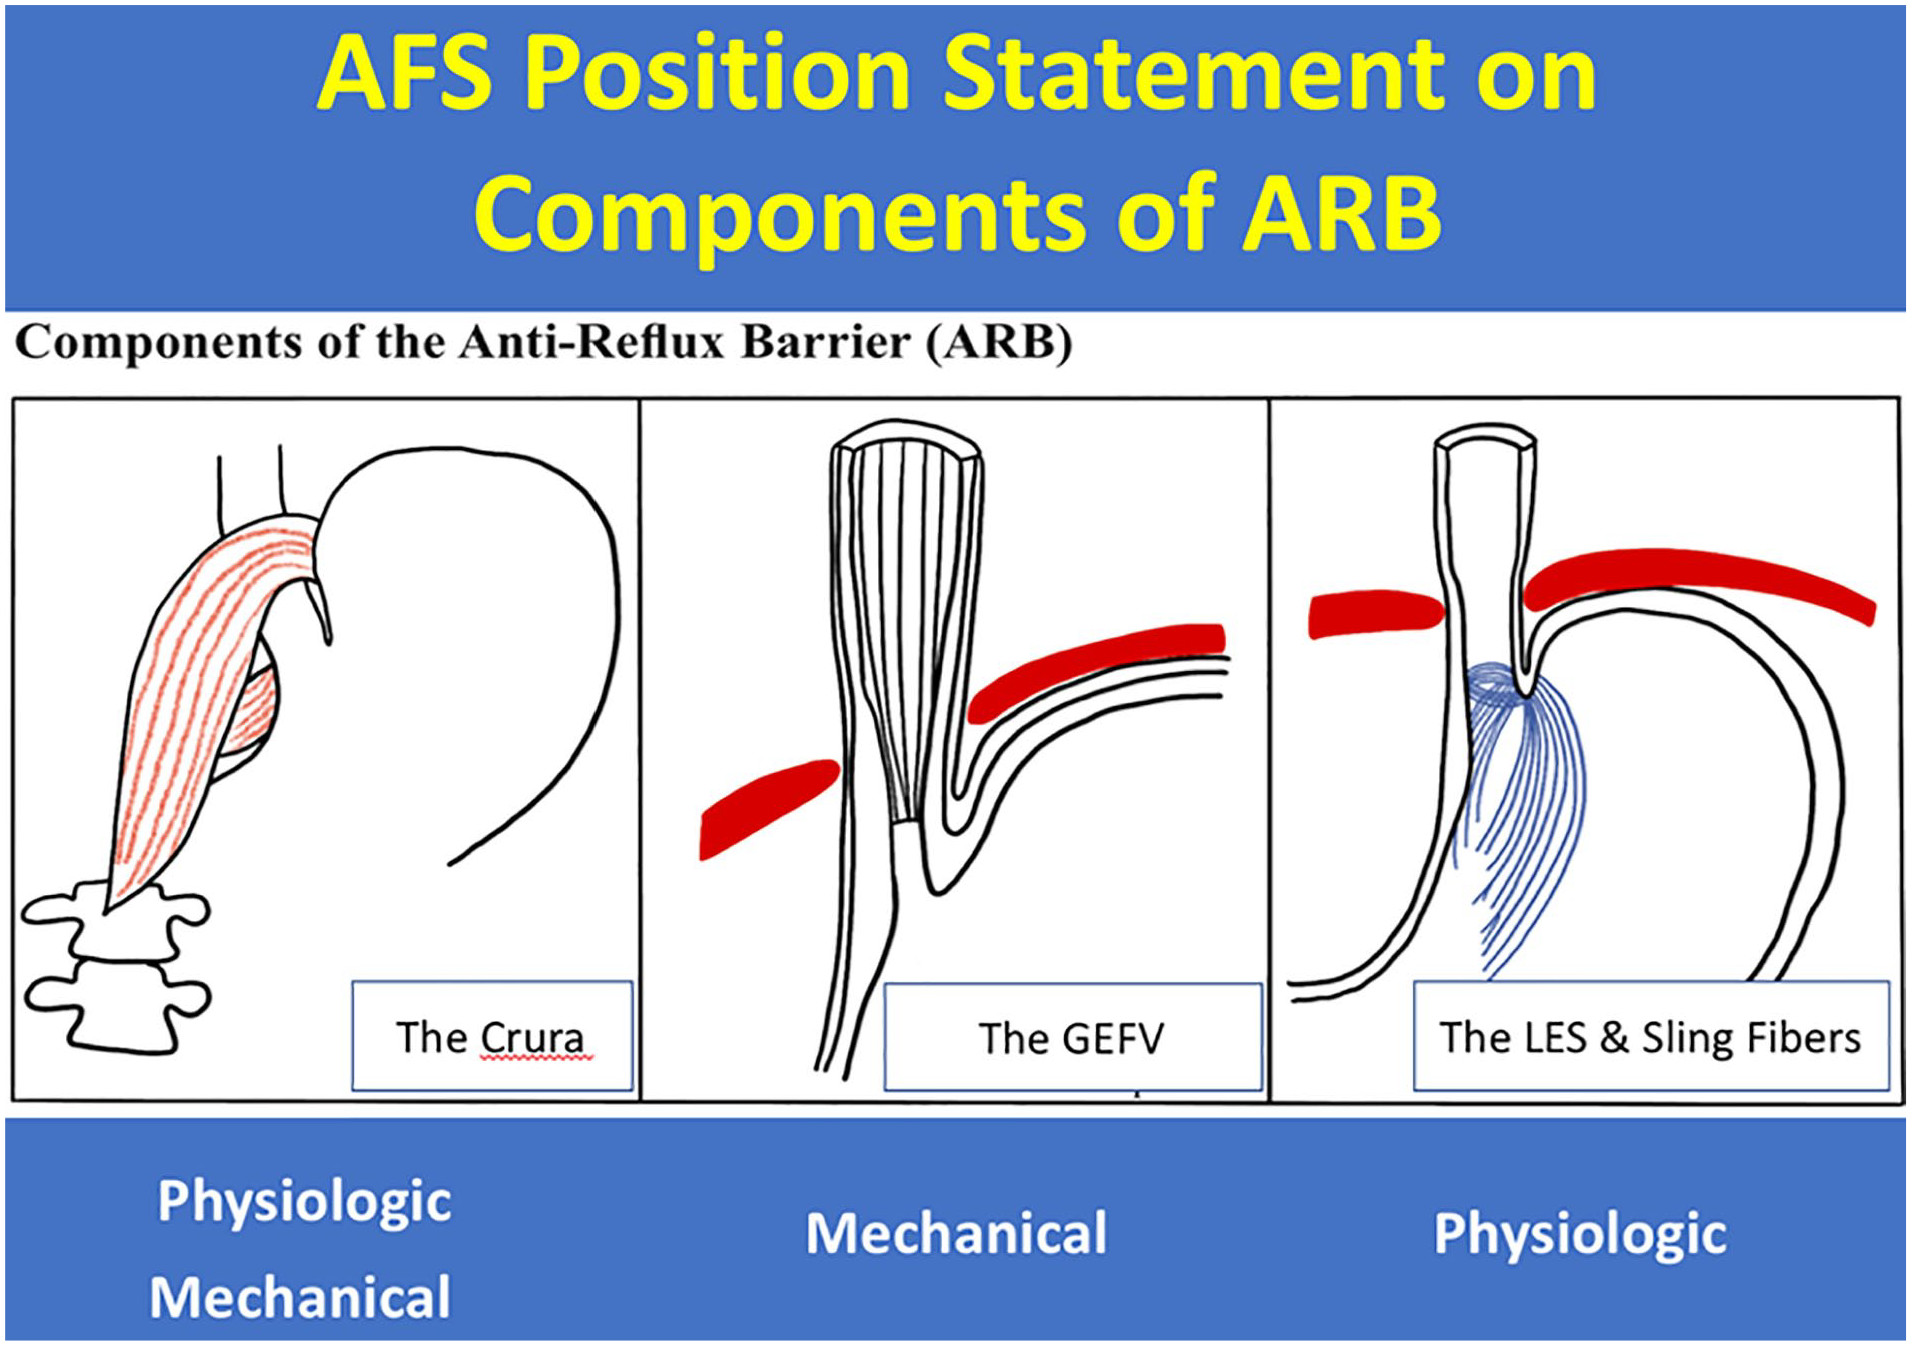 AFS Position Statement on
Components of ARB
Components of the Anti-Reflux Barrier (ARB)
The Crura
The GEFV
The LES & Sling Fibers
Physiologic
Mechanical
Mechanical
Physiologic